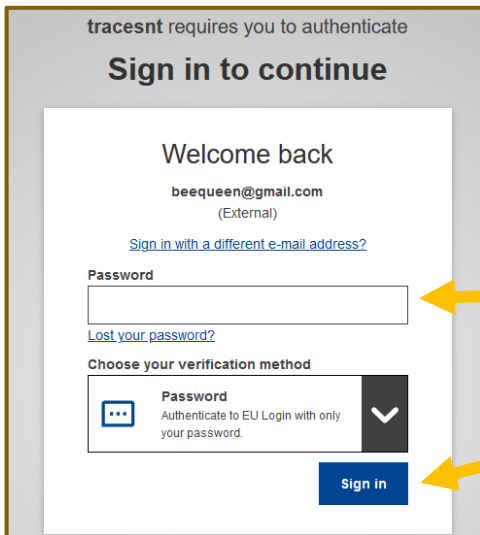 tracesnt requires you to authenticate
Sign in to continue
Welcome back
beequeen@gmail.com
(External)
Sign in with a different e-mail address?
Password
Lost your password?
Choose your verification method
Password
Authenticate to EU Login with only
your password.
Sign in